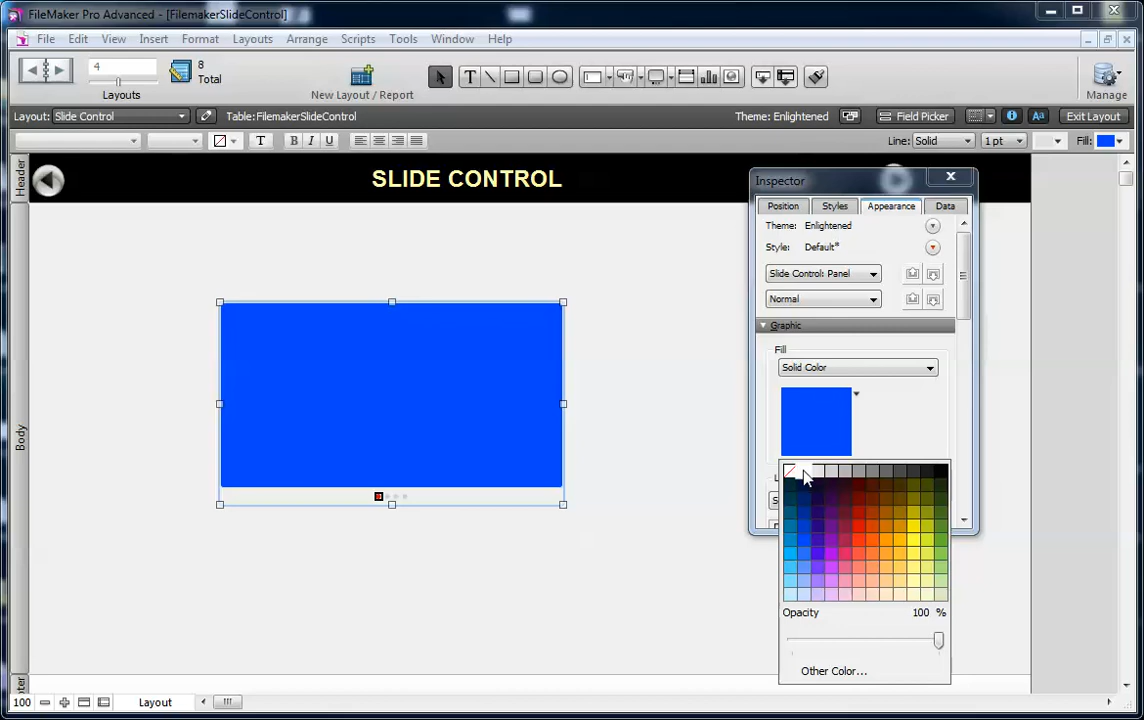 FileMaker Pro Advanced - [FilemakerSlideControl]
File Edit View Insert Format Layouts Arrange Scripts Tools Window Help
4
8
Total
Layouts
New Layout / Report
T
Manage
Layout: Slide Control
Table: FilemakerSlideControl
Theme: Enlightened
Field Picker
Aa
Exit Layout
T B I U
Line: Solid 1 pt Fill:
Header
SLIDE CONTROL
Body
Inspector
Position Styles Appearance Data
Theme: Enlightened
Style: Default*
Slide Control: Panel
Normal
Graphic
Fill
Solid Color
Opacity 100 %
Other Color...
100
Layout